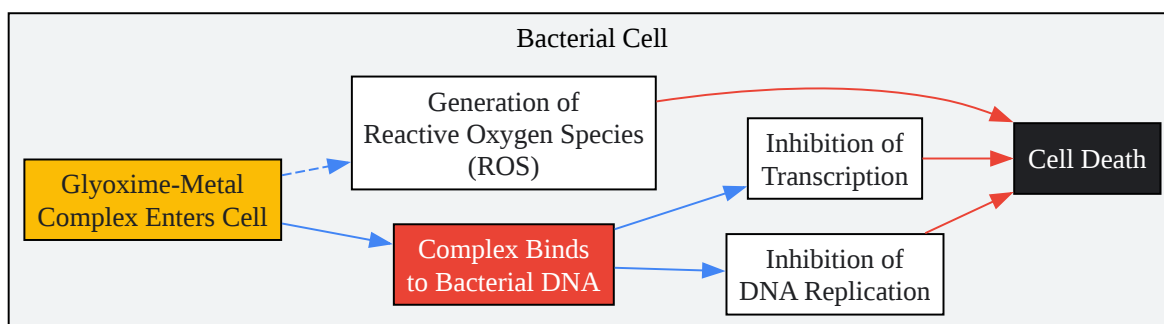 Bacterial Cell
Glyoxime-Metal
Complex Enters Cell
Generation of
Reactive Oxygen Species
(ROS)
Complex Binds
to Bacterial DNA
Inhibition of
Transcription
Inhibition of
DNA Replication
Cell Death